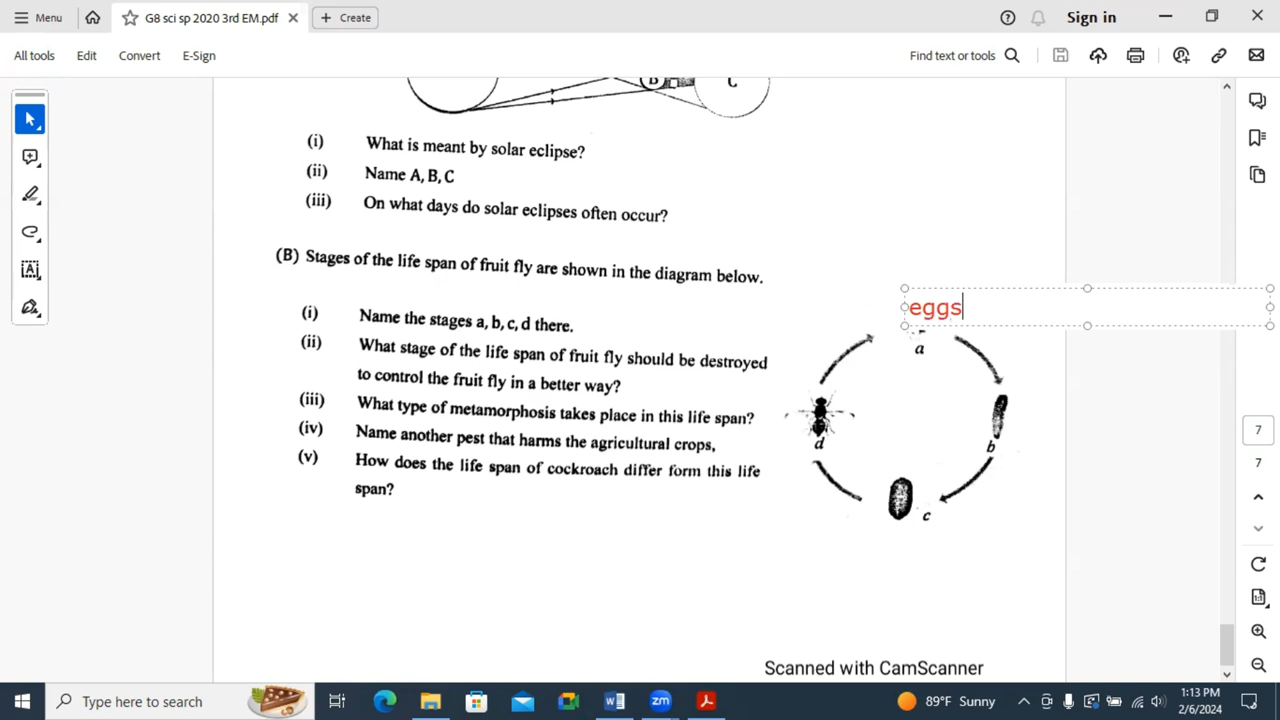 Menu
G8 sci sp 2020 3rd EM.pdf
Create
Sign in
All tools
Edit
Convert
E-Sign
Find text or tools
B
C
(i) What is meant by solar eclipse?
(ii) Name A, B, C
(iii) On what days do solar eclipses often occur?
(B) Stages of the life span of fruit fly are shown in the diagram below.
eggs
(i) Name the stages a, b, c, d there.
(ii) What stage of the life span of fruit fly should be destroyed
to control the fruit fly in a better way?
(iii) What type of metamorphosis takes place in this life span?
(iv) Name another pest that harms the agricultural crops,
(v) How does the life span of cockroach differ form this life
span?
a
b
c
d
7
7
Scanned with CamScanner
Type here to search
89°F Sunny
1:13 PM
2/6/2024